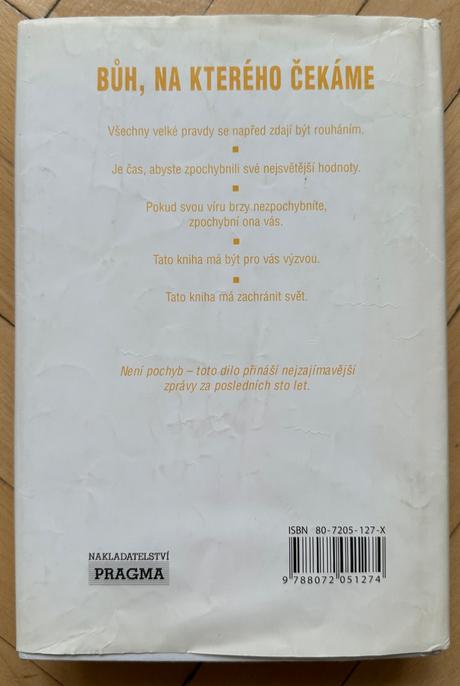 BŮH, NA KTERÉHO ČEKÁME
Všechny velké pravdy se napřed zdají být rouháním.
Je čas, abyste zpochybnili své nejsvětější hodnoty.
Pokud svou víru brzy nezpochybníte,
zpochybní ona vás.
Tato kniha má být pro vás výzvou.
Tato kniha má zachránit svět.
Není pochyb – toto dílo přináší nejzajímavější
zprávy za posledních sto let.
ISBN 80-7205-127-X
9 788072 051274
NAKLADATELSTVÍ
PRAGMA